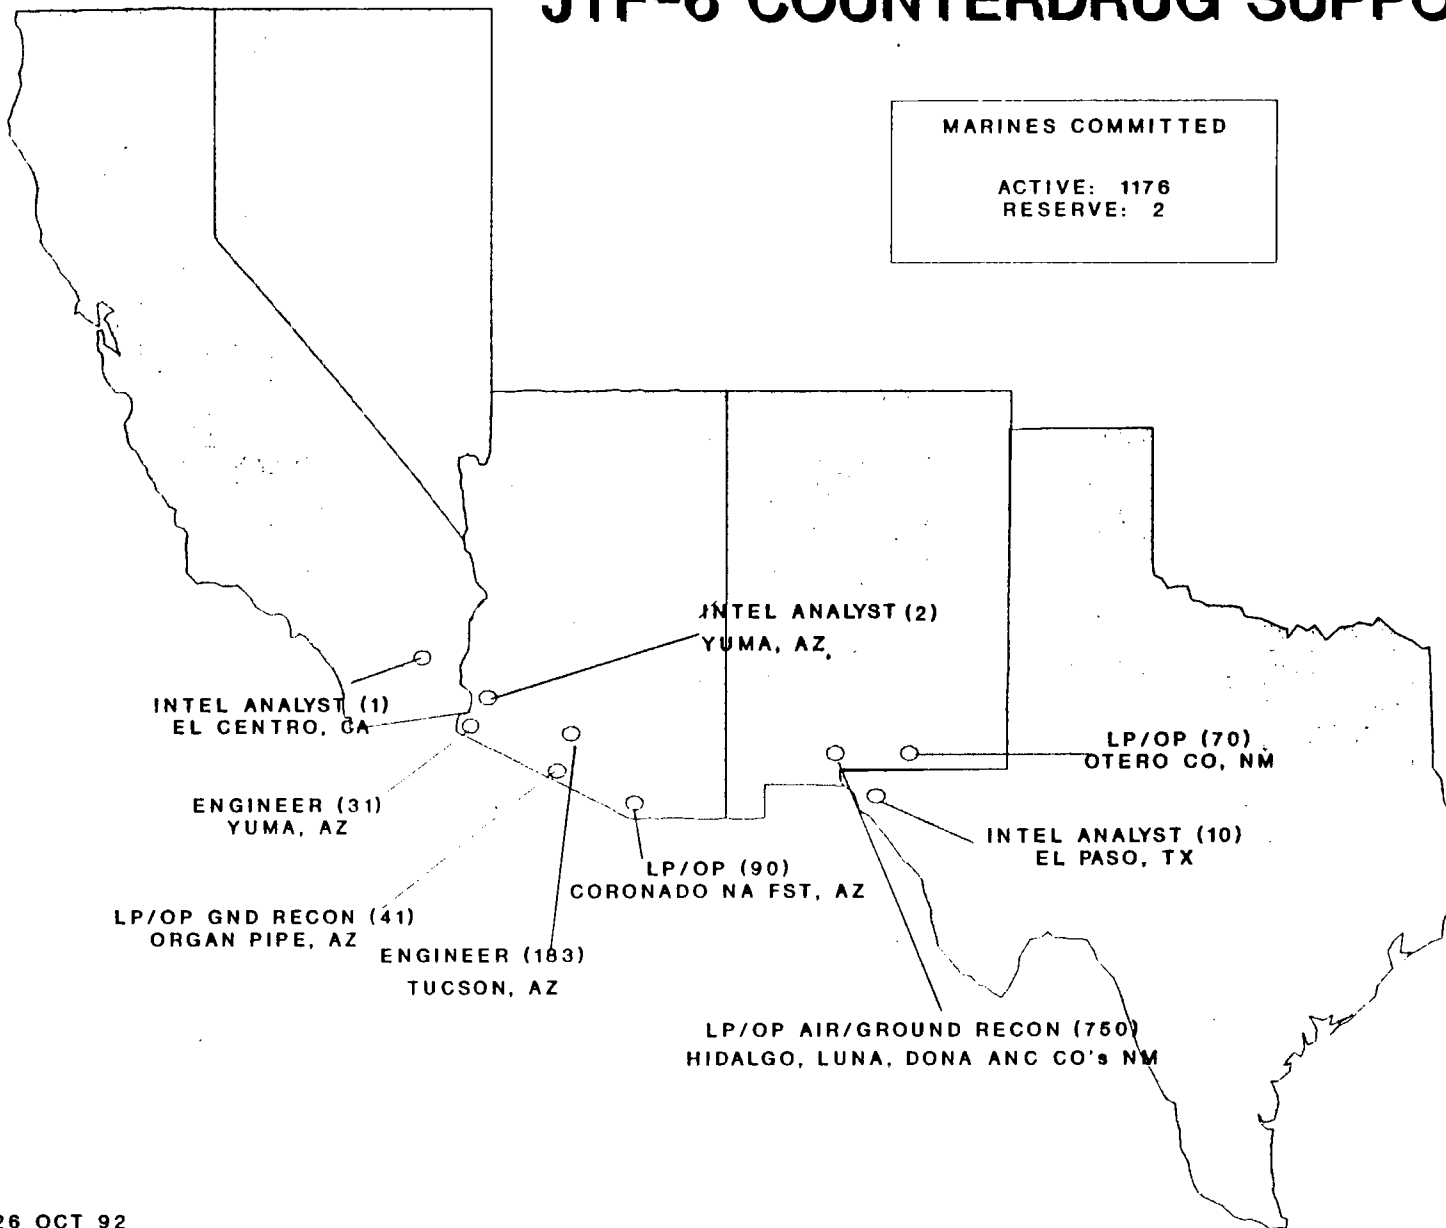 JTF-6 COUNTERDRUG SUPPO
MARINES COMMITTED
ACTIVE: 1176
RESERVE: 2
INTEL ANALYST (2)
YUMA, AZ
INTEL ANALYST (1)
EL CENTRO, CA
LP/OP (70)
OTERO CO, NM
ENGINEER (31)
YUMA, AZ
INTEL ANALYST (10)
EL PASO, TX
LP/OP (90)
CORONADO NA FST, AZ
LP/OP GND RECON (41)
ORGAN PIPE, AZ
ENGINEER (183)
TUCSON, AZ
LP/OP AIR/GROUND RECON (750)
HIDALGO, LUNA, DONA ANC CO's NM
26 OCT 92